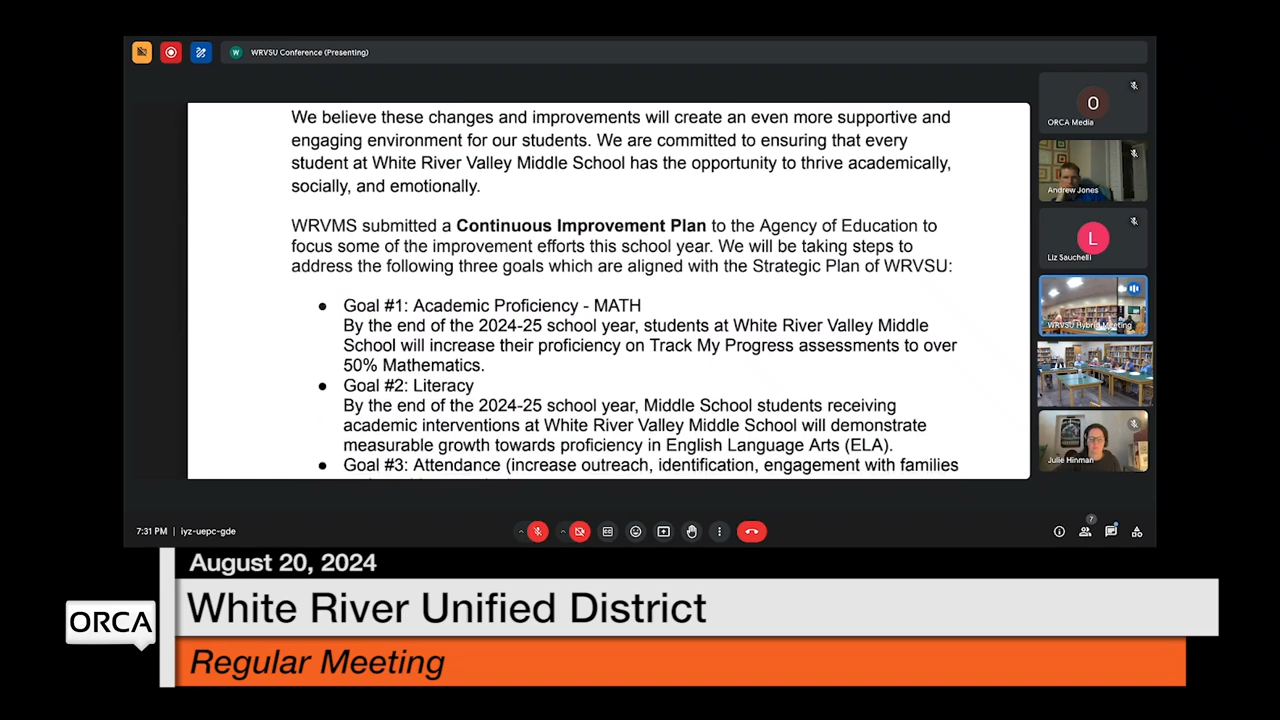 W WRVSU Conference (Presenting)
We believe these changes and improvements will create an even more supportive and
engaging environment for our students. We are committed to ensuring that every
student at White River Valley Middle School has the opportunity to thrive academically,
socially, and emotionally.
WRVMS submitted a Continuous Improvement Plan to the Agency of Education to
focus some of the improvement efforts this school year. We will be taking steps to
address the following three goals which are aligned with the Strategic Plan of WRVSU:
● Goal #1: Academic Proficiency - MATH
By the end of the 2024-25 school year, students at White River Valley Middle
School will increase their proficiency on Track My Progress assessments to over
50% Mathematics.
● Goal #2: Literacy
By the end of the 2024-25 school year, Middle School students receiving
academic interventions at White River Valley Middle School will demonstrate
measurable growth towards proficiency in English Language Arts (ELA).
● Goal #3: Attendance (increase outreach, identification, engagement with families
O
ORCA Media
Andrew Jones
L
Liz Sauchelli
WRVSU Hybrid Meeting
Julie Hinman
7:31 PM | iyz-uepc-gde
7
August 20, 2024
ORCA
White River Unified District
Regular Meeting